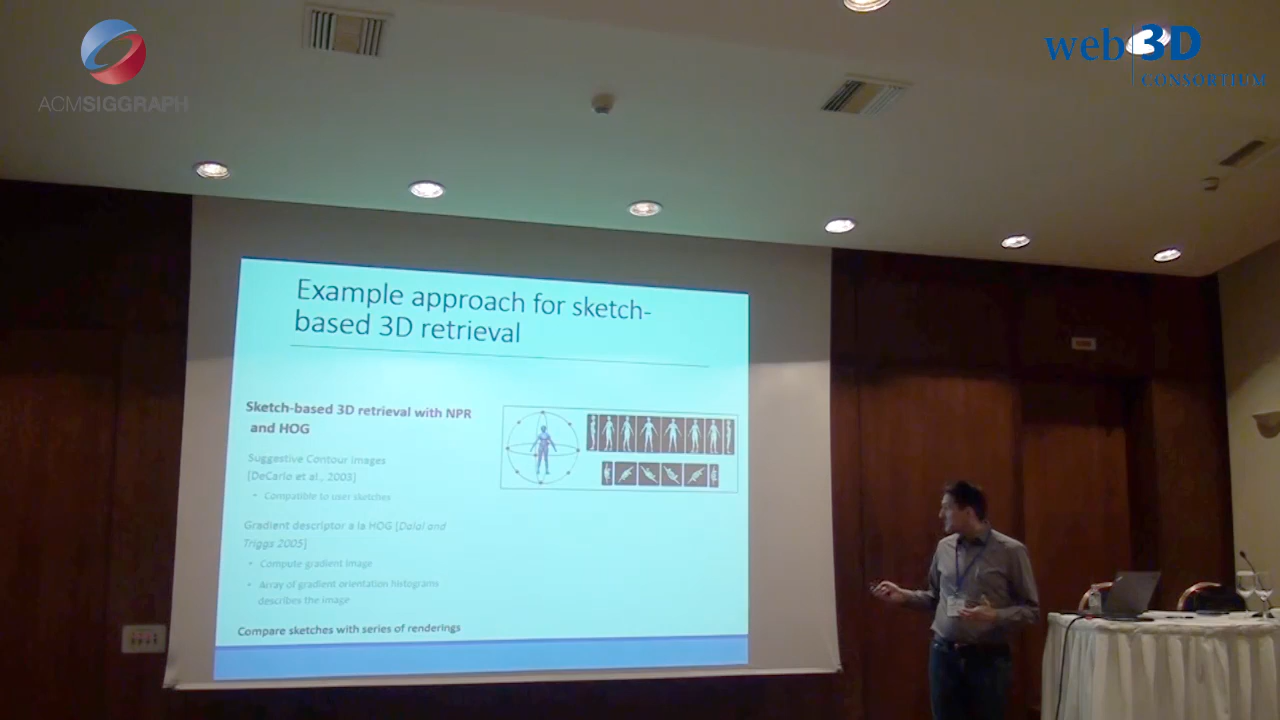 ACMSIGGRAPH
web 3D
CONSORTIUM
Example approach for sketch-
based 3D retrieval
Sketch-based 3D retrieval with NPR
and HOG
Suggestive Contour images
[DeCarlo et al., 2003]
• Compatible to user sketches
Gradient descriptor a la HOG [Dalal and
Triggs 2005]
• Compute gradient image
• Array of gradient orientation histograms
describes the image
Compare sketches with series of renderings